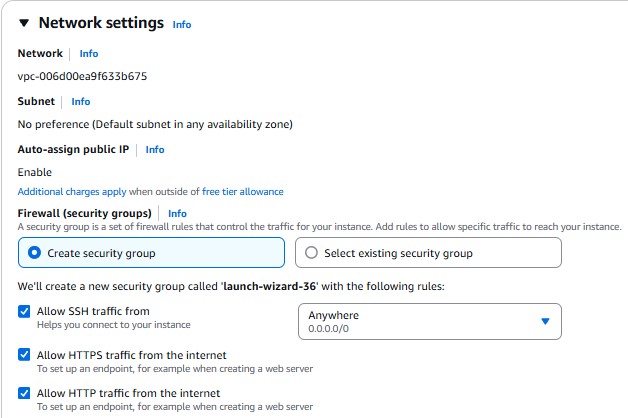 Network settings Info
Network Info
vpc-006d00ea9f633b675
Subnet Info
No preference (Default subnet in any availability zone)
Auto-assign public IP Info
Enable
Additional charges apply when outside of free tier allowance
Firewall (security groups) Info
A security group is a set of firewall rules that control the traffic for your instance. Add rules to allow specific traffic to reach your instance.
Create security group Select existing security group
We'll create a new security group called 'launch-wizard-36' with the following rules:
Allow SSH traffic from
Helps you connect to your instance
Anywhere
0.0.0.0/0
Allow HTTPS traffic from the internet
To set up an endpoint, for example when creating a web server
Allow HTTP traffic from the internet
To set up an endpoint, for example when creating a web server